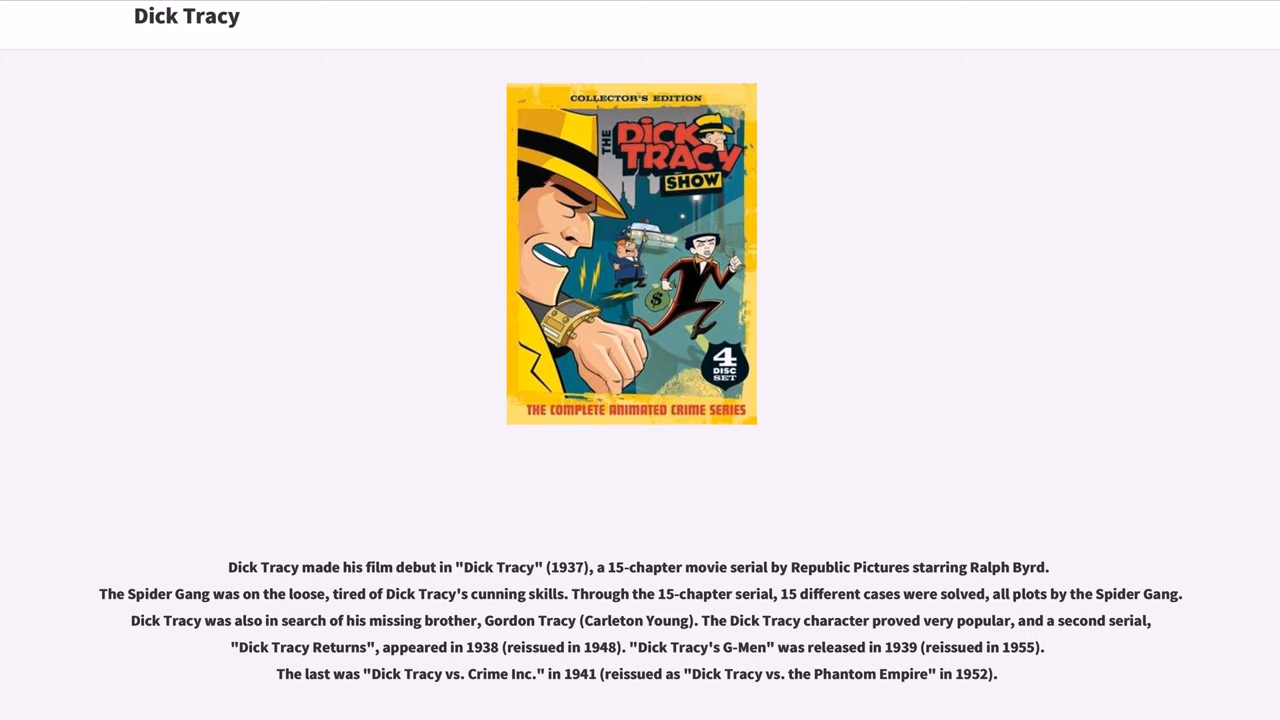 Dick Tracy
COLLECTOR'S EDITION
THE
DICK
TRACY
SHOW
$
4
DISC
SET
THE COMPLETE ANIMATED CRIME SERIES
Dick Tracy made his film debut in "Dick Tracy" (1937), a 15-chapter movie serial by Republic Pictures starring Ralph Byrd.
The Spider Gang was on the loose, tired of Dick Tracy's cunning skills. Through the 15-chapter serial, 15 different cases were solved, all plots by the Spider Gang.
Dick Tracy was also in search of his missing brother, Gordon Tracy (Carleton Young). The Dick Tracy character proved very popular, and a second serial,
"Dick Tracy Returns", appeared in 1938 (reissued in 1948). "Dick Tracy's G-Men" was released in 1939 (reissued in 1955).
The last was "Dick Tracy vs. Crime Inc." in 1941 (reissued as "Dick Tracy vs. the Phantom Empire" in 1952).